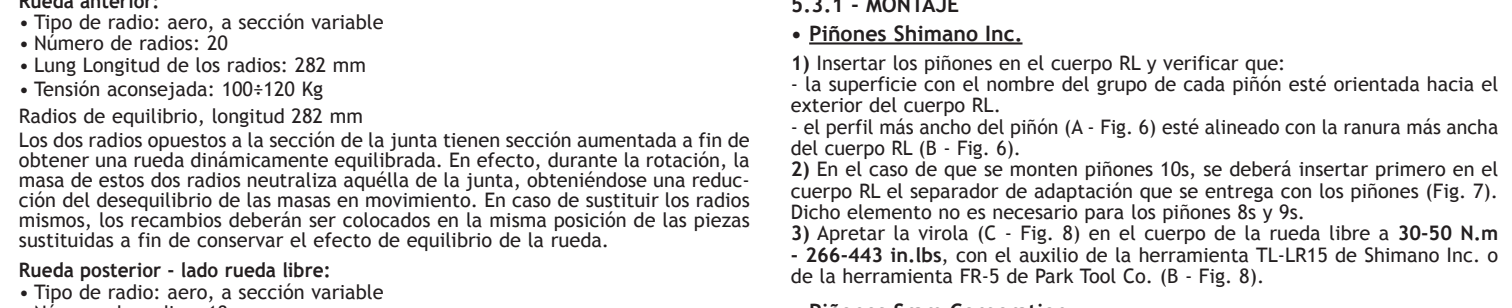 Rueda anterior:
• Tipo de radio: aero, a sección variable
• Número de radios: 20
• Lung Longitud de los radios: 282 mm
• Tensión aconsejada: 100÷120 Kg
Radios de equilibrio, longitud 282 mm
Los dos radios opuestos a la sección de la junta tienen sección aumentada a fin de
obtener una rueda dinámicamente equilibrada. En efecto, durante la rotación, la
masa de estos dos radios neutraliza aquélla de la junta, obteniéndose una reduc-
ción del desequilibrio de las masas en movimiento. En caso de sustituir los radios
mismos, los recambios deberán ser colocados en la misma posición de las piezas
sustituidas a fin de conservar el efecto de equilibrio de la rueda.
Rueda posterior - lado rueda libre:
• Tipo de radio: aero, a sección variable
5.3.1 - MONTAJE
• Piñones Shimano Inc.
1) Insertar los piñones en el cuerpo RL y verificar que:
- la superficie con el nombre del grupo de cada piñón esté orientada hacia el
exterior del cuerpo RL.
- el perfil más ancho del piñón (A - Fig. 6) esté alineado con la ranura más ancha
del cuerpo RL (B - Fig. 6).
2) En el caso de que se monten piñones 10s, se deberá insertar primero en el
cuerpo RL el separador de adaptación que se entrega con los piñones (Fig. 7).
Dicho elemento no es necesario para los piñones 8s y 9s.
3) Apretar la virola (C - Fig. 8) en el cuerpo de la rueda libre a 30-50 N.m
- 266-443 in.lbs, con el auxilio de la herramienta TL-LR15 de Shimano Inc. o
de la herramienta FR-5 de Park Tool Co. (B - Fig. 8).